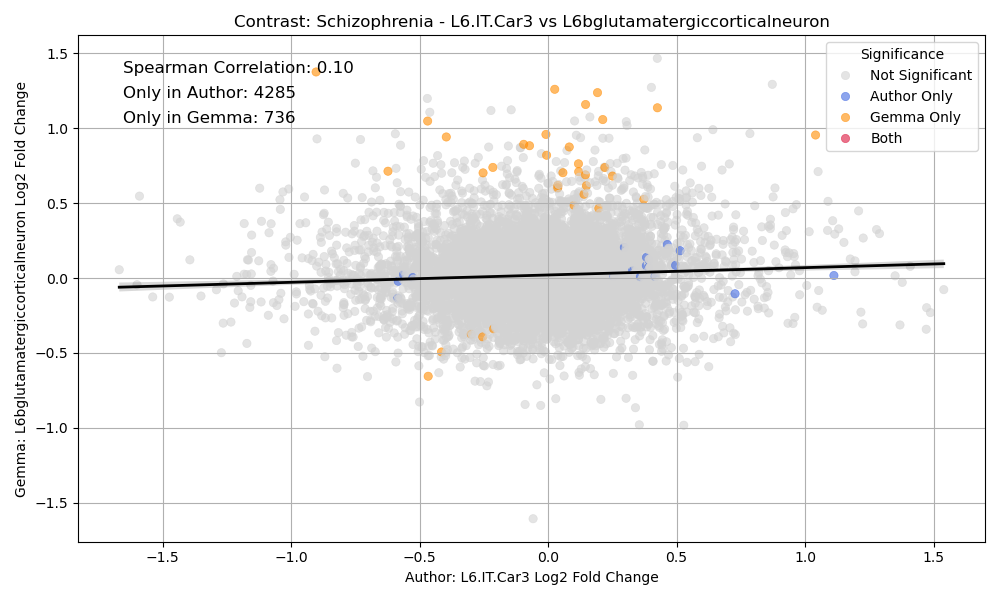 Contrast: Schizophrenia - L6.IT.Car3 vs L6bglutamatergiccorticalneuron
Spearman Correlation: 0.10
Only in Author: 4285
Only in Gemma: 736
Significance
Not Significant
Author Only
Gemma Only
Both
1.5
1.0
0.5
0.0
−0.5
−1.0
−1.5
Gemma: L6bglutamatergiccorticalneuron Log2 Fold Change
−1.5 −1.0 −0.5 0.0 0.5 1.0 1.5
Author: L6.IT.Car3 Log2 Fold Change